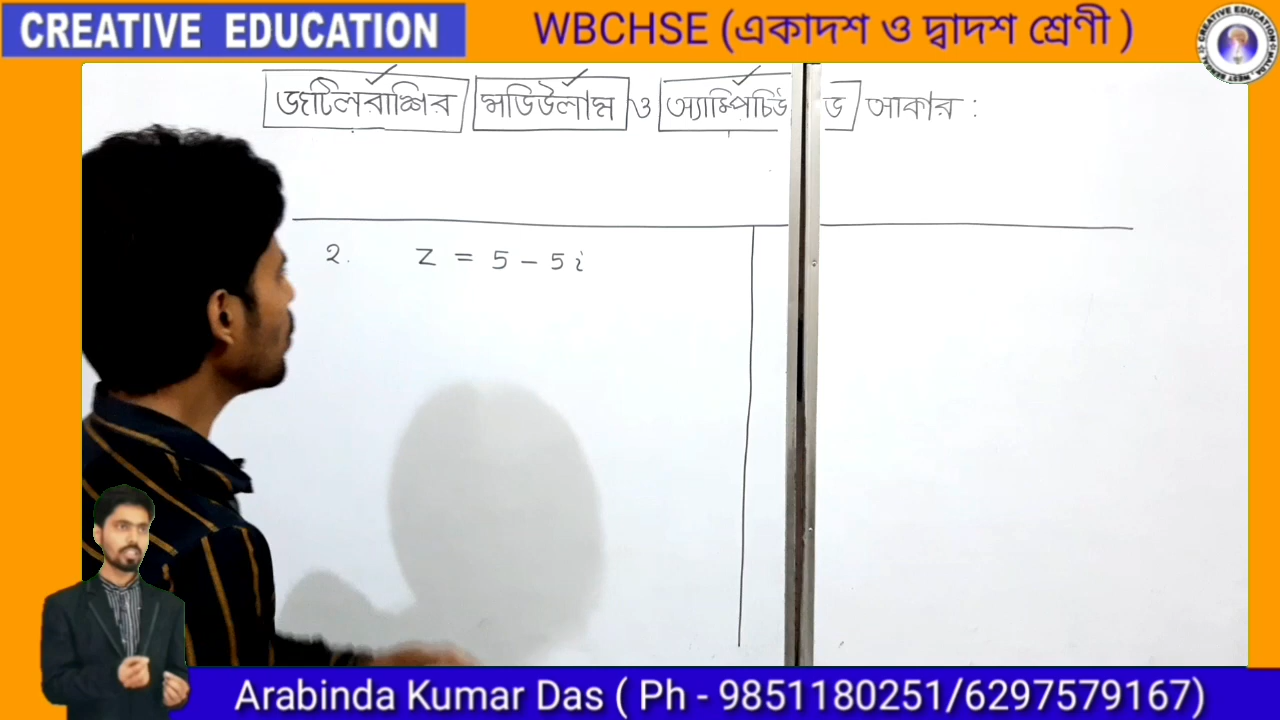 CREATIVE EDUCATION
WBCHSE (একাদশ ও দ্বাদশ শ্রেণী )
জটিলরাশির মডিউলাস ও অ্যাম্পিচিউ ড আকার :
2. Z = 5 - 5i
Arabinda Kumar Das ( Ph - 9851180251/6297579167)